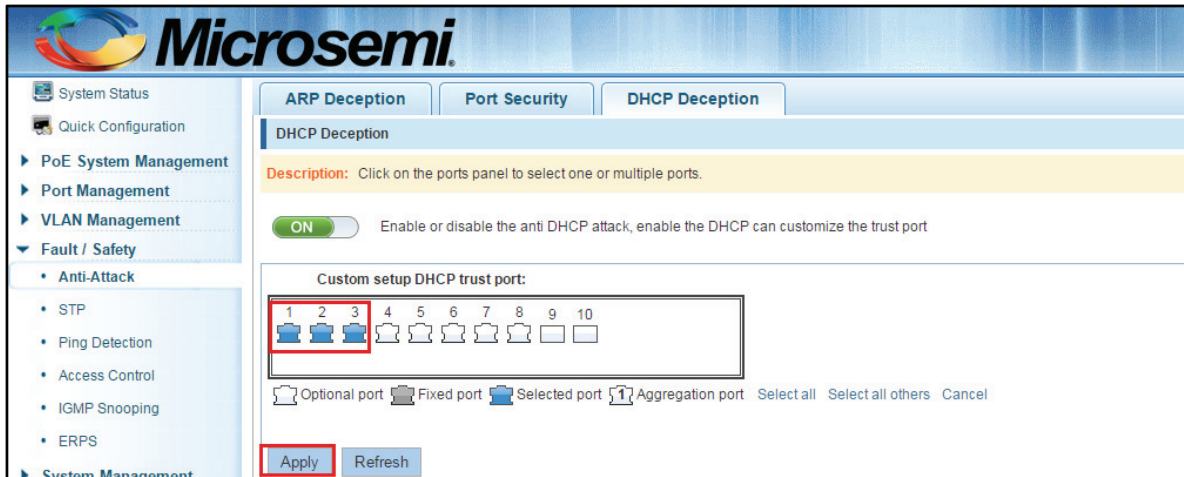 Microsemi.
System Status
Quick Configuration
PoE System Management
Port Management
VLAN Management
Fault / Safety
• Anti-Attack
• STP
• Ping Detection
• Access Control
• IGMP Snooping
• ERPS
System Management
ARP Deception Port Security DHCP Deception
DHCP Deception
Description: Click on the ports panel to select one or multiple ports.
ON Enable or disable the anti DHCP attack, enable the DHCP can customize the trust port
Custom setup DHCP trust port:
1 2 3 4 5 6 7 8 9 10
Optional port Fixed port Selected port 1 Aggregation port Select all Select all others Cancel
Apply Refresh